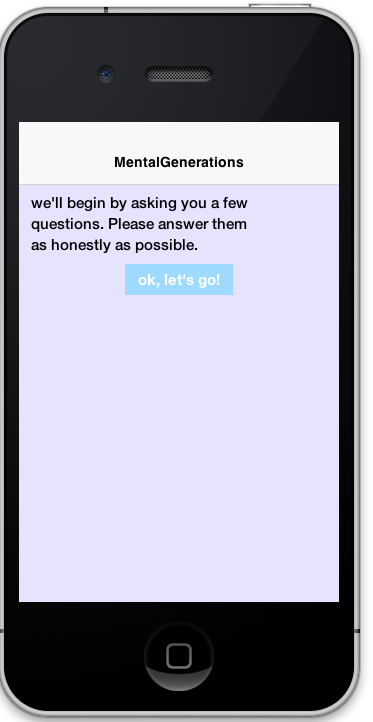 MentalGenerations
we'll begin by asking you a few
questions. Please answer them
as honestly as possible.
ok, let's go!